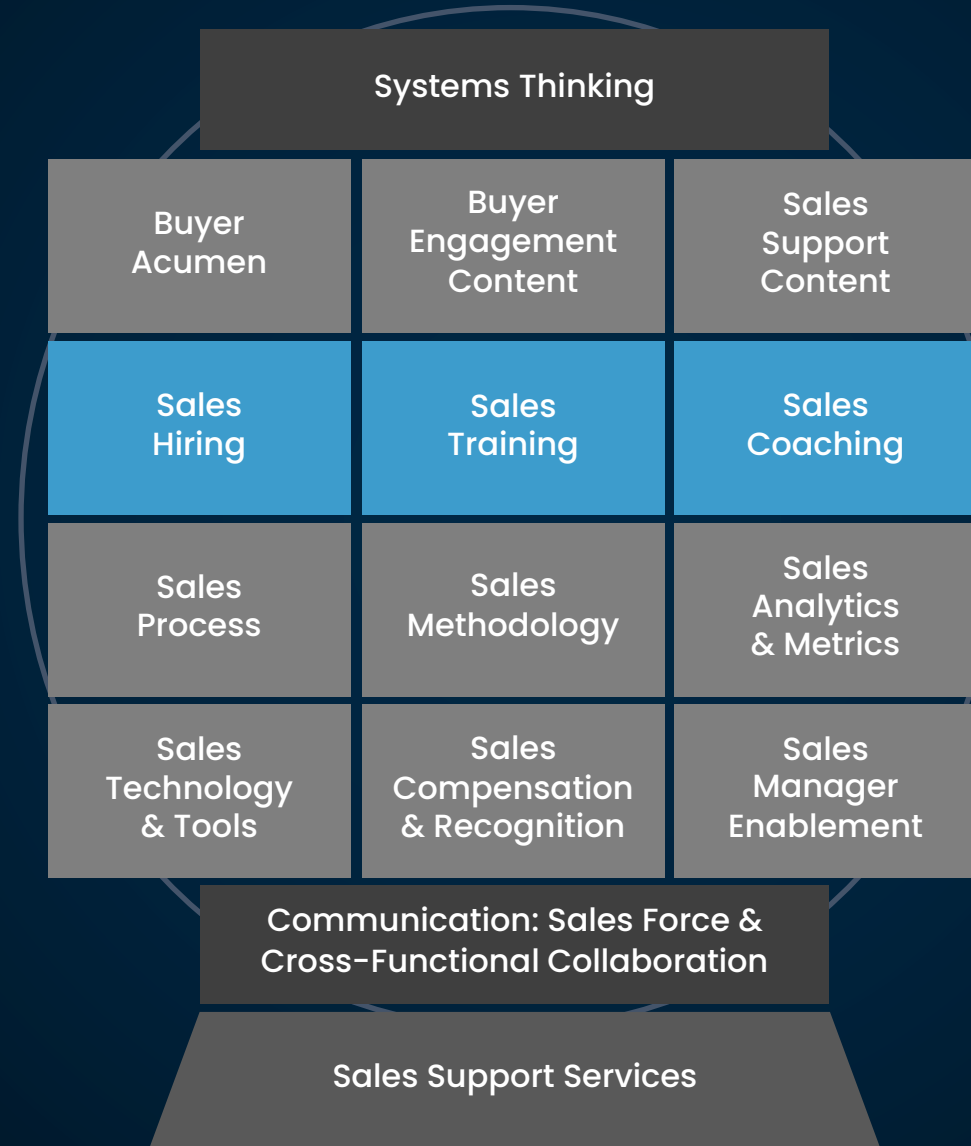 Systems Thinking
Buyer
Acumen
Buyer
Engagement
Content
Sales
Support
Content
Sales
Hiring
Sales
Training
Sales
Coaching
Sales
Process
Sales
Methodology
Sales
Analytics
& Metrics
Sales
Technology
& Tools
Sales
Compensation
& Recognition
Sales
Manager
Enablement
Communication: Sales Force &
Cross-Functional Collaboration
Sales Support Services